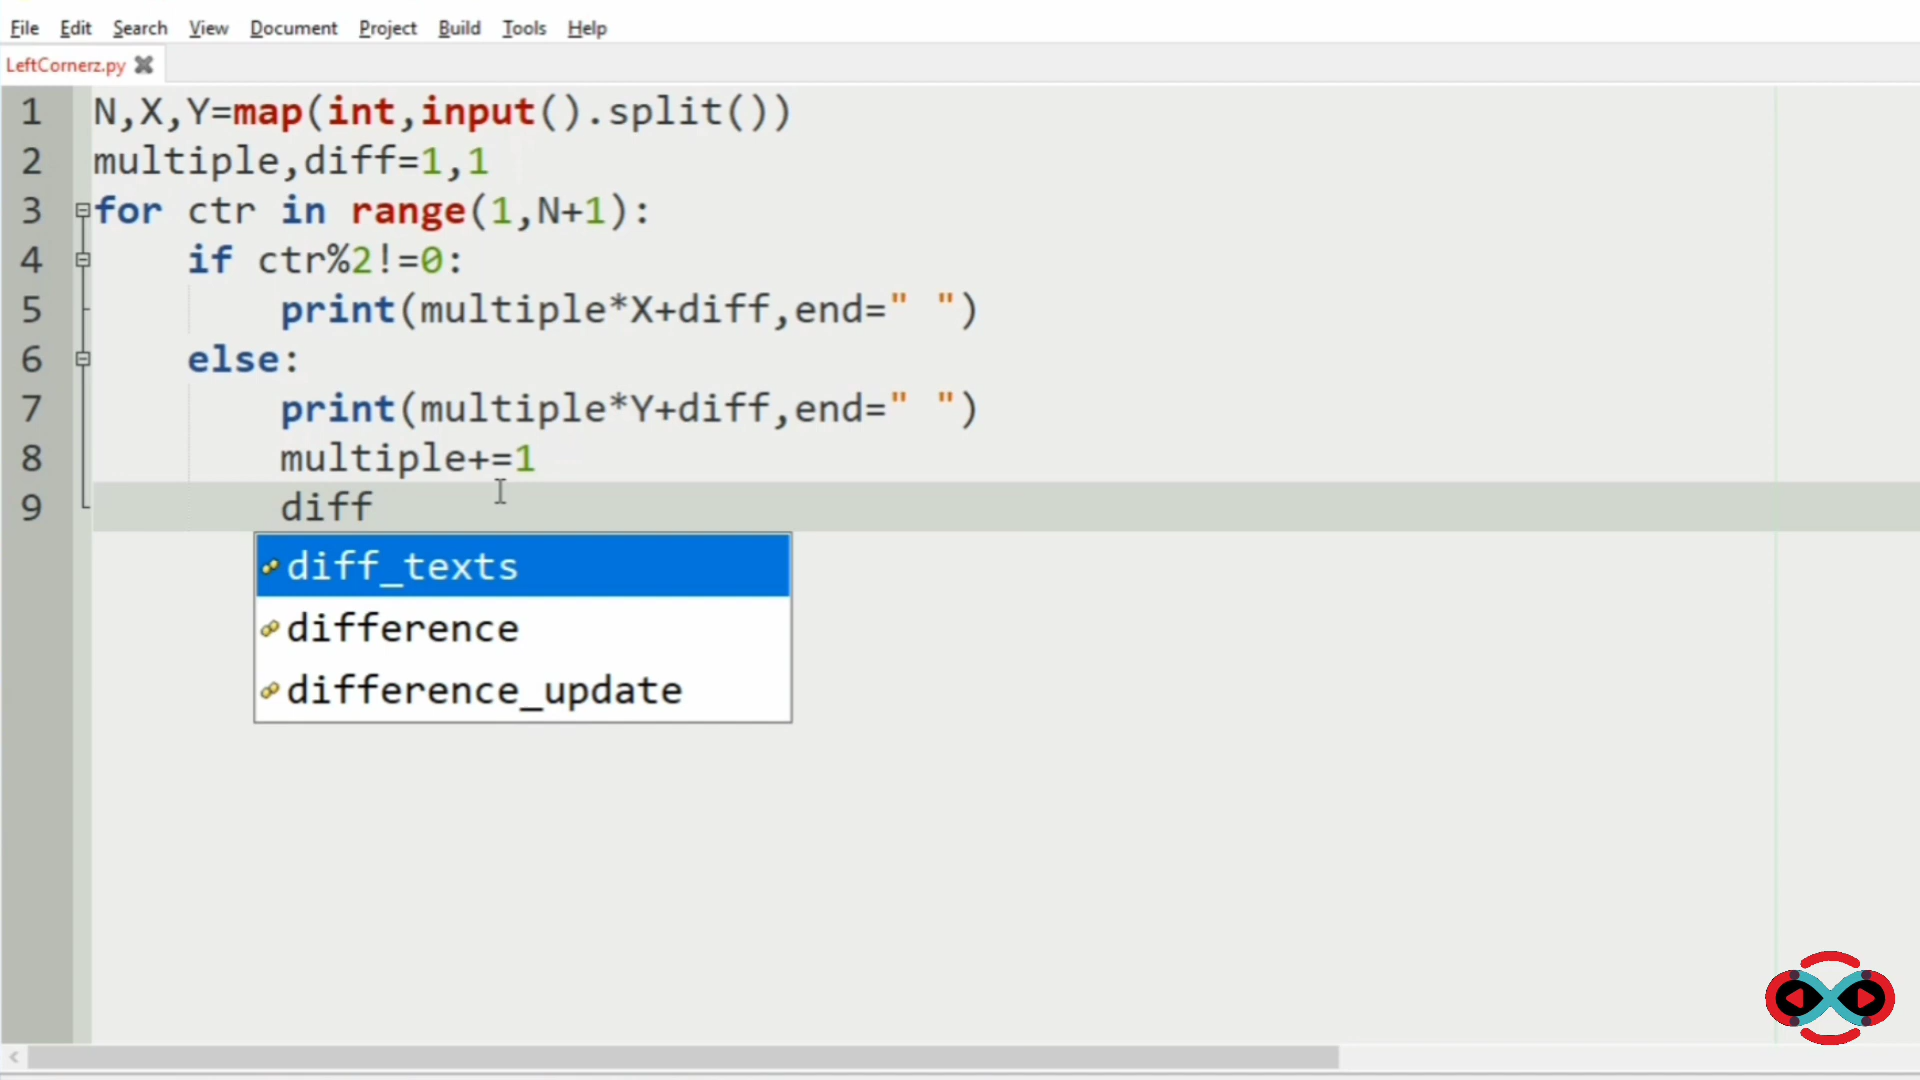 File Edit Search View Document Project Build Tools Help
LeftCornerz.py
1 N,X,Y=map(int,input().split())
2 multiple,diff=1,1
3 for ctr in range(1,N+1):
4 if ctr%2!=0:
5 print(multiple*X+diff,end=" ")
6 else:
7 print(multiple*Y+diff,end=" ")
8 multiple+=1
9 diff
diff_texts
difference
difference_update